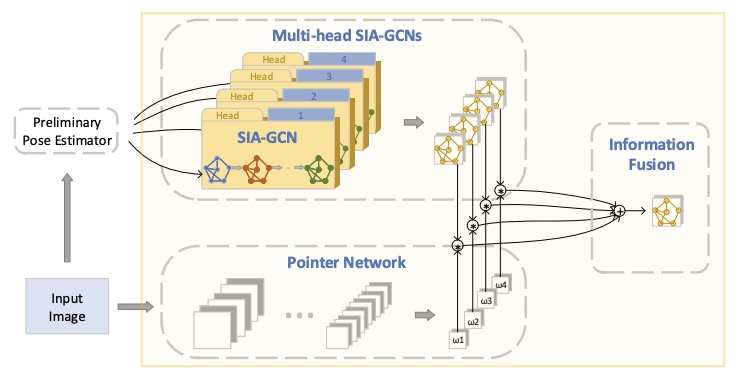 Multi-head SIA-GCNs
Head 4
Head 3
Head 2
Head 1
SIA-GCN
Preliminary
Pose Estimator
Information
Fusion
*
*
*
*
+
Pointer Network
Input
Image
ω4
ω3
ω2
ω1